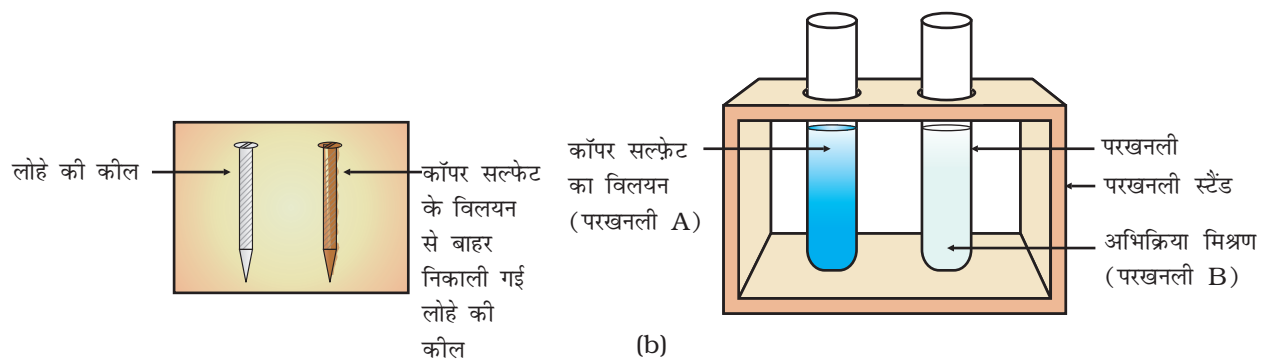 लोहे की कील
कॉपर सल्फेट
के विलयन
से बाहर
निकाली गई
लोहे की
कील
कॉपर सल्फ़ेट
का विलयन
(परखनली A)
परखनली
परखनली स्टैंड
अभिक्रिया मिश्रण
(परखनली B)
(b)